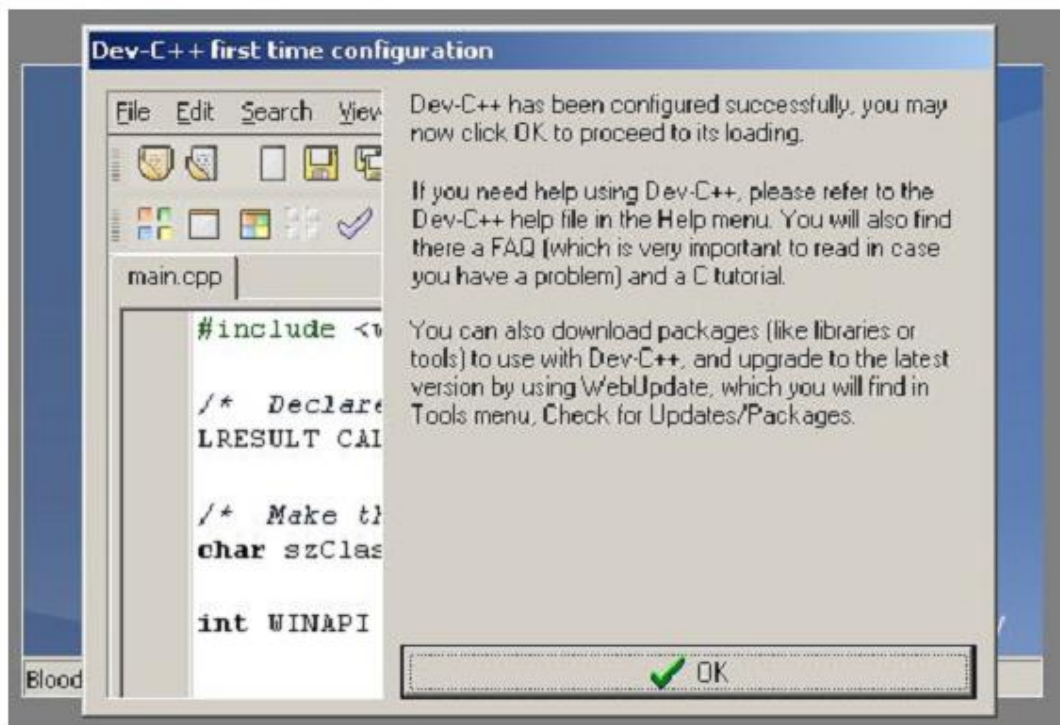 Dev-C++ first time configuration
File Edit Search View
main.cpp
#include
/* Declare
LRESULT
/* Make
char
int WINAPI
Dev-C++ has been configured successfully, you may
now click OK to proceed to its loading.
If you need help using Dev-C++, please refer to the
Dev-C++ help file in the Help menu. You will also find
there a FAQ (which is very important to read in case
you have a problem) and a C tutorial.
You can also download packages (like libraries or
tools) to use with Dev-C++, and upgrade to the latest
version by using WebUpdate, which you will find in
Tools menu, Check for Updates/Packages.
OK
Blood